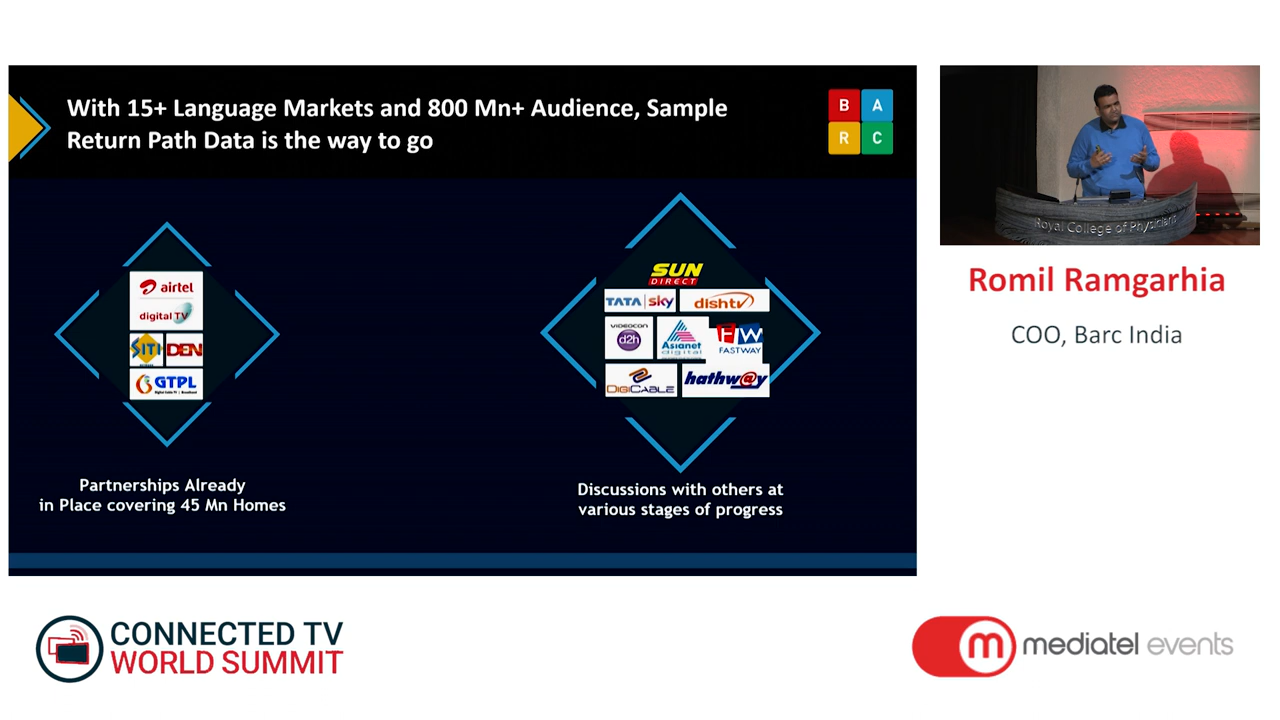 With 15+ Language Markets and 800 Mn+ Audience, Sample
Return Path Data is the way to go
B A
R C
airtel
digital TV
SITI
DEN
GTPL
Partnerships Already
in Place covering 45 Mn Homes
SUN
DIRECT
TATA sky
dishtv
VIDEOCON
d2h
Asianet
digital
F W
FASTWAY
DIGICABLE
hathw@y
Discussions with others at
various stages of progress
Royal College of Physicians
Romil Ramgarhia
COO, Barc India
CONNECTED TV
WORLD SUMMIT
m mediatel events